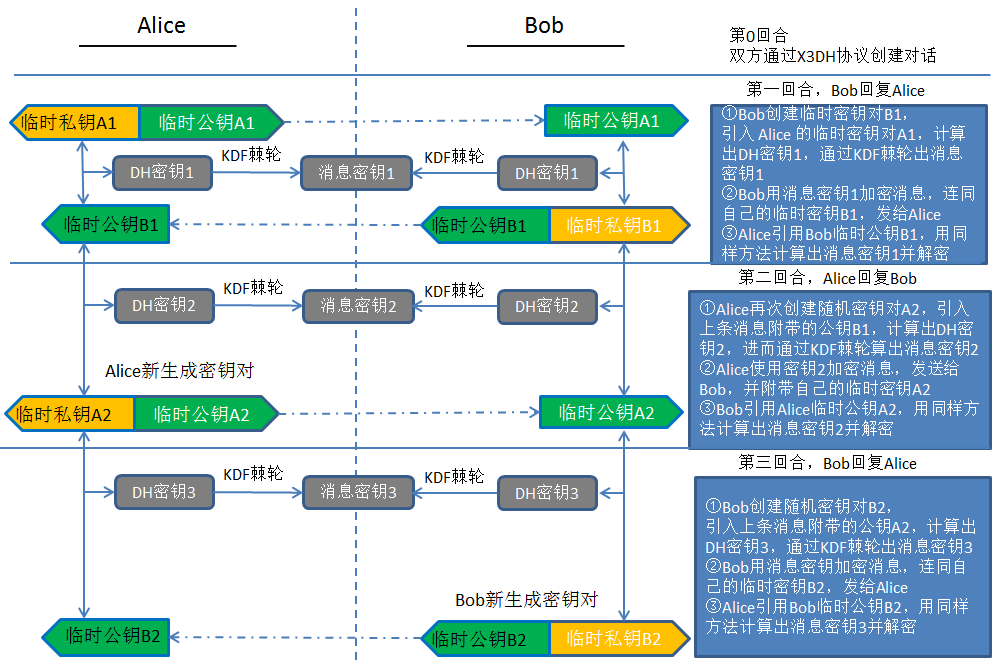 Alice
Bob
第0回合
双方通过X3DH协议创建对话
第一回合，Bob回复Alice
临时私钥A1
临时公钥A1
临时公钥A1
①Bob创建临时密钥对B1，
引入 Alice 的临时密钥对A1，计算
出DH密钥1，通过KDF棘轮出消息
密钥1
②Bob用消息密钥1加密消息，连同
自己的临时密钥B1，发给Alice
③Alice引用Bob临时公钥B1，用同
样方法计算出消息密钥1并解密
KDF棘轮
KDF棘轮
DH密钥1
消息密钥1
DH密钥1
临时公钥B1
临时公钥B1
临时私钥B1
第二回合，Alice回复Bob
KDF棘轮
KDF棘轮
DH密钥2
消息密钥2
DH密钥2
①Alice再次创建随机密钥对A2，引入
上条消息附带的公钥B1，计算出DH密
钥2，进而通过KDF棘轮算出消息密钥2
②Alice使用密钥2加密消息，发送给
Bob，并附带自己的临时密钥A2
③Bob引用Alice临时公钥A2，用同样方
法计算出消息密钥2并解密
Alice新生成密钥对
临时私钥A2
临时公钥A2
临时公钥A2
第三回合，Bob回复Alice
KDF棘轮
KDF棘轮
DH密钥3
消息密钥3
DH密钥3
①Bob创建随机密钥对B2，
引入上条消息附带的公钥A2，计算出
DH密钥3，通过KDF棘轮出消息密钥3
②Bob用消息密钥加密消息，连同自
己的临时密钥B2，发给Alice
③Alice引用Bob临时公钥B2，用同样
方法计算出消息密钥3并解密
Bob新生成密钥对
临时公钥B2
临时公钥B2
临时私钥B2